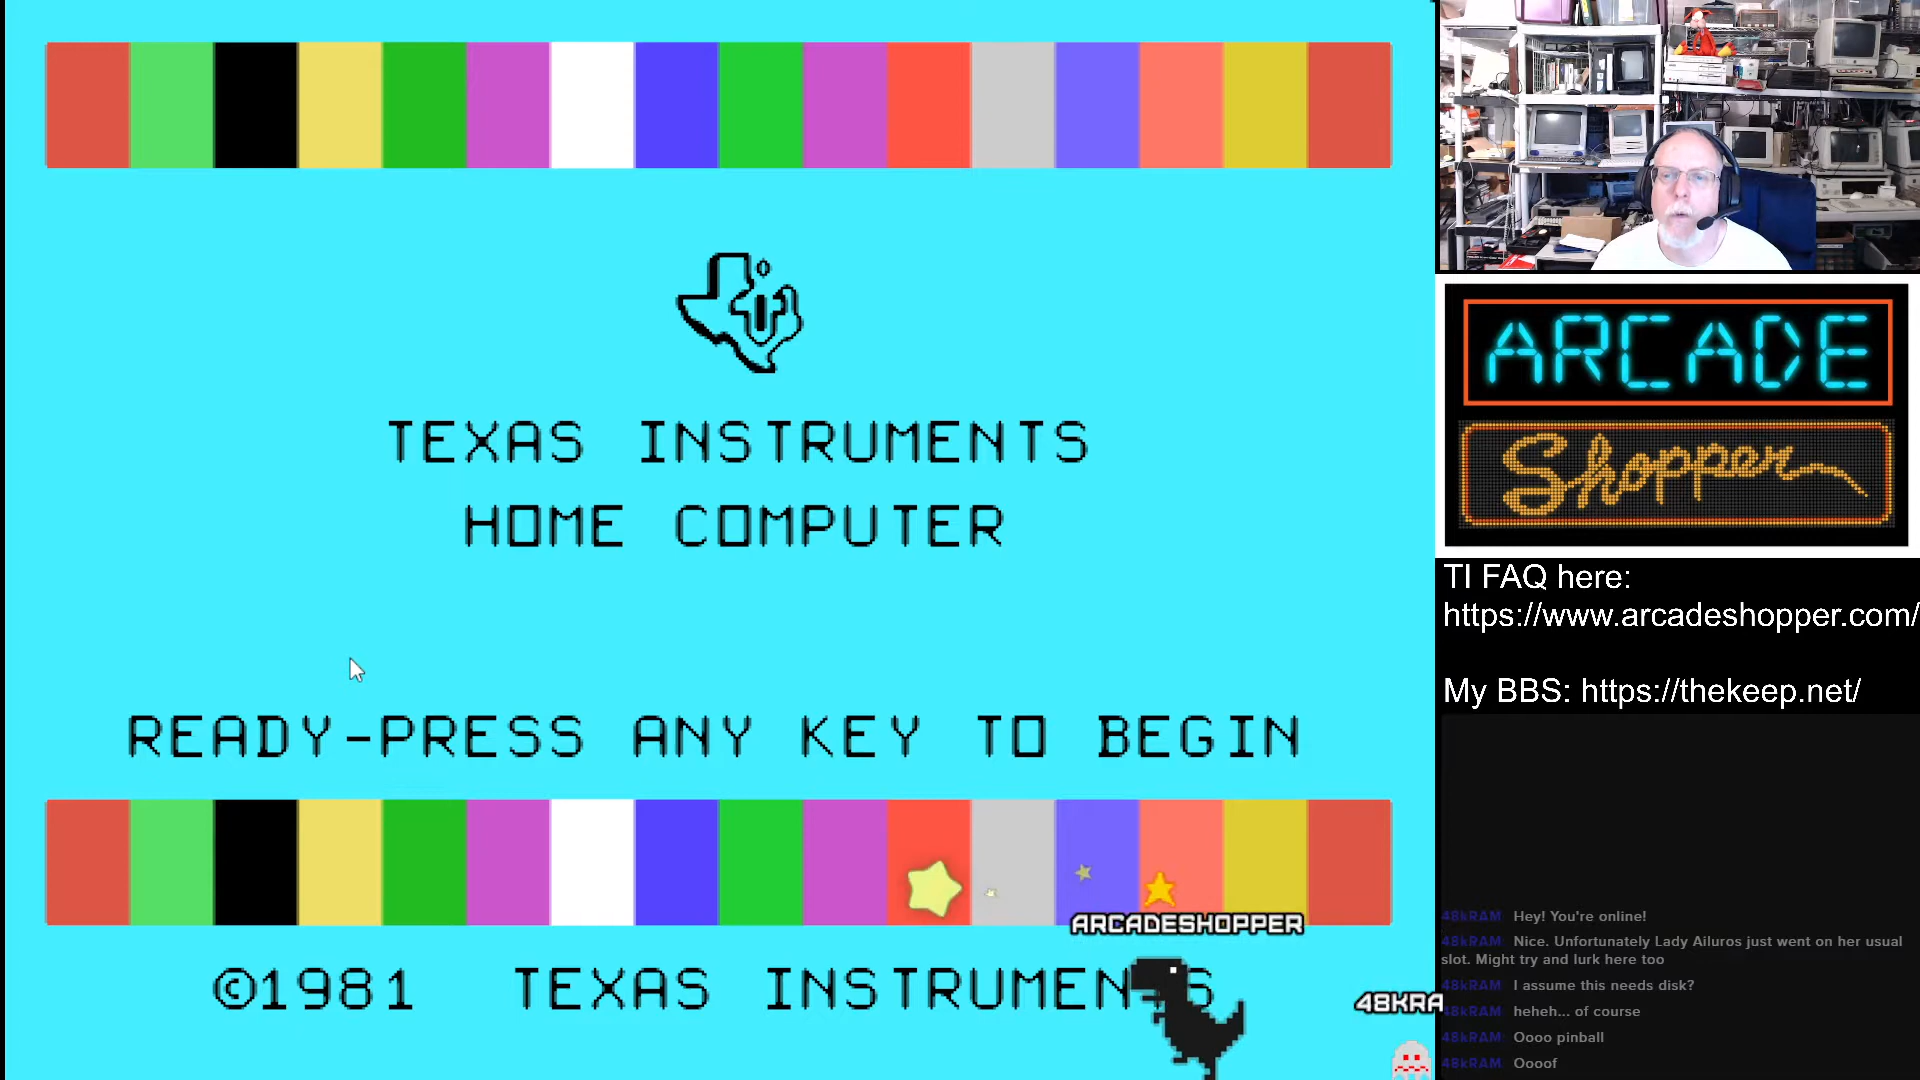 TEXAS INSTRUMENTS
HOME COMPUTER
READY-PRESS ANY KEY TO BEGIN
ARCADESHOPPER
©1981 TEXAS INSTRUMENTS
48KRA
ARCADE
Shopper
TI FAQ here:
https://www.arcadeshopper.com/
My BBS: https://thekeep.net/
48kRAM Hey! You're online!
48kRAM Nice. Unfortunately Lady Ailuros just went on her usual
slot. Might try and lurk here too
48kRAM I assume this needs disk?
48kRAM heheh... of course
48kRAM Oooo pinball
48kRAM Oooof